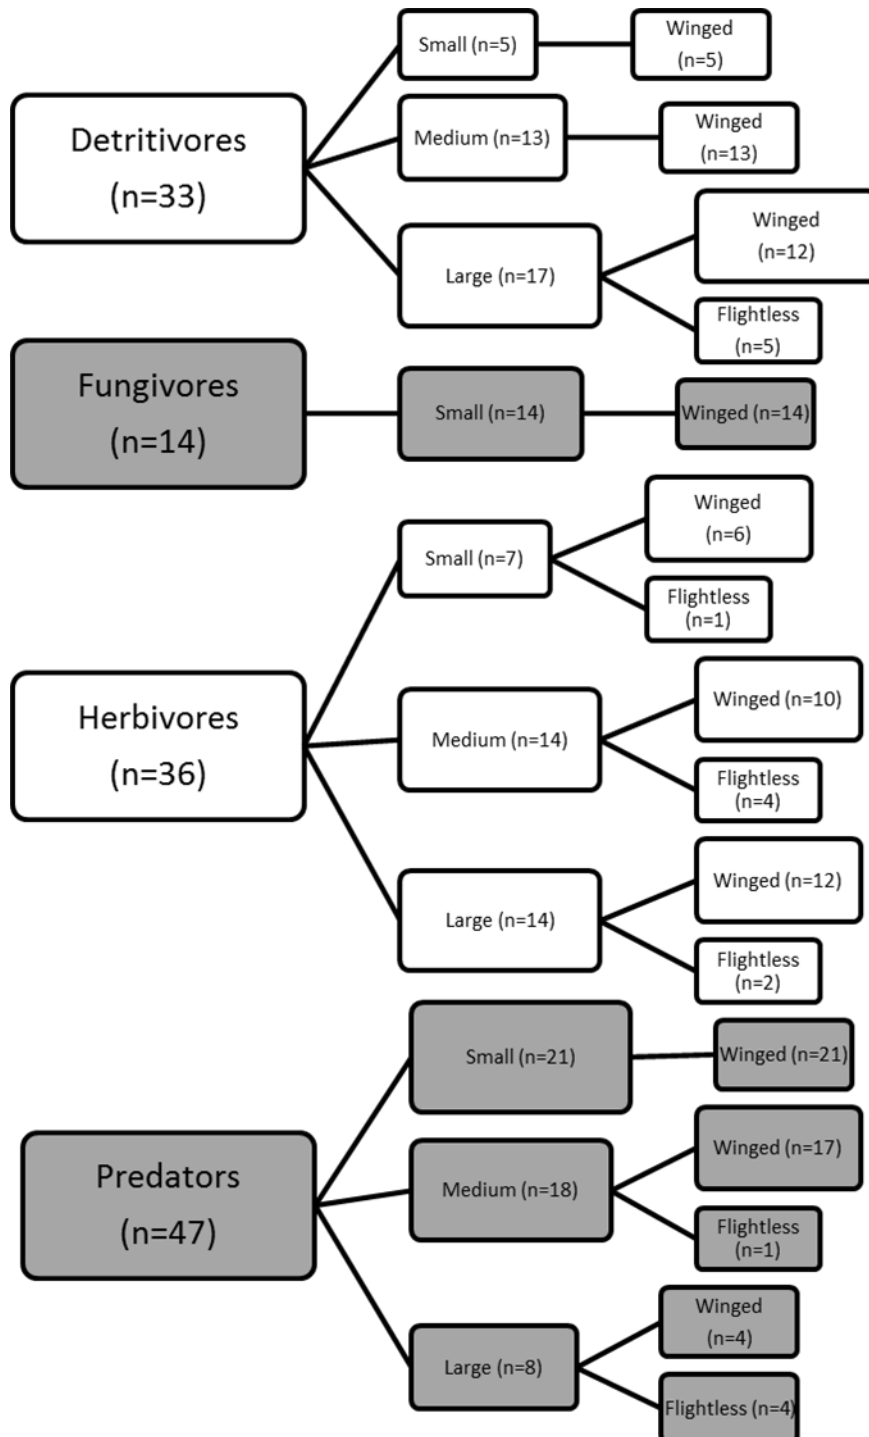 Detritivores
(n=33)
Small (n=5)
Winged
(n=5)
Medium (n=13)
Winged
(n=13)
Large (n=17)
Winged
(n=12)
Flightless
(n=5)
Fungivores
(n=14)
Small (n=14)
Winged (n=14)
Herbivores
(n=36)
Small (n=7)
Winged
(n=6)
Flightless
(n=1)
Medium (n=14)
Winged (n=10)
Flightless
(n=4)
Large (n=14)
Winged (n=12)
Flightless
(n=2)
Predators
(n=47)
Small (n=21)
Winged (n=21)
Medium (n=18)
Winged (n=17)
Flightless
(n=1)
Large (n=8)
Winged
(n=4)
Flightless (n=4)